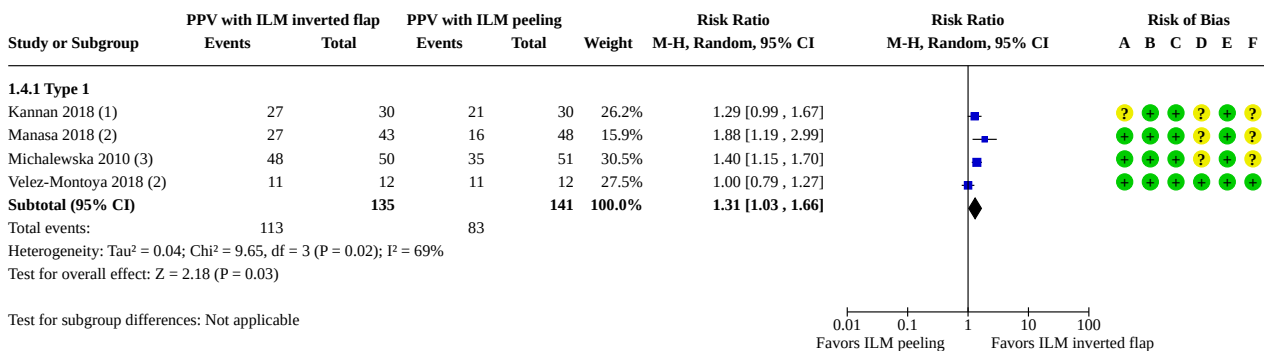 PPV with ILM inverted flap PPV with ILM peeling Risk Ratio Risk Ratio Risk of Bias
Study or Subgroup Events Total Events Total Weight M-H, Random, 95% CI M-H, Random, 95% CI A B C D E F
1.4.1 Type 1
Kannan 2018 (1) 27 30 21 30 26.2% 1.29 [0.99 , 1.67] ? + + ? + ?
Manasa 2018 (2) 27 43 16 48 15.9% 1.88 [1.19 , 2.99] + + + ? + ?
Michalewska 2010 (3) 48 50 35 51 30.5% 1.40 [1.15 , 1.70] + + + ? + ?
Velez-Montoya 2018 (2) 11 12 11 12 27.5% 1.00 [0.79 , 1.27] + + + + + +
Subtotal (95% CI) 135 141 100.0% 1.31 [1.03 , 1.66]
Total events: 113 83
Heterogeneity: Tau² = 0.04; Chi² = 9.65, df = 3 (P = 0.02); I² = 69%
Test for overall effect: Z = 2.18 (P = 0.03)
Test for subgroup differences: Not applicable
0.01 0.1 1 10 100
Favors ILM peeling Favors ILM inverted flap